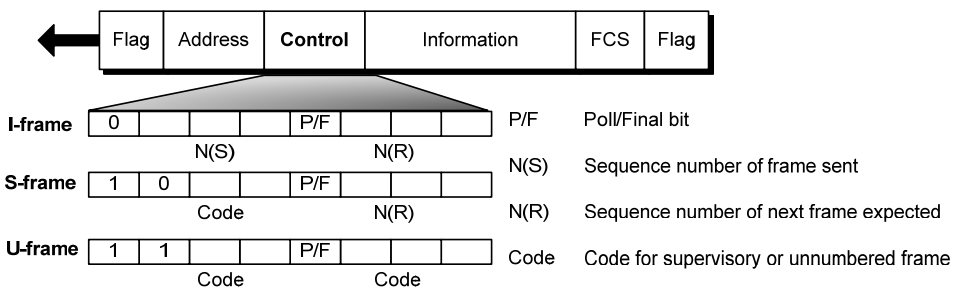 Flag Address Control Information FCS Flag
I-frame 0 P/F
N(S) N(R)
S-frame 1 0 P/F
Code N(R)
U-frame 1 1 P/F
Code Code
P/F Poll/Final bit
N(S) Sequence number of frame sent
N(R) Sequence number of next frame expected
Code Code for supervisory or unnumbered frame